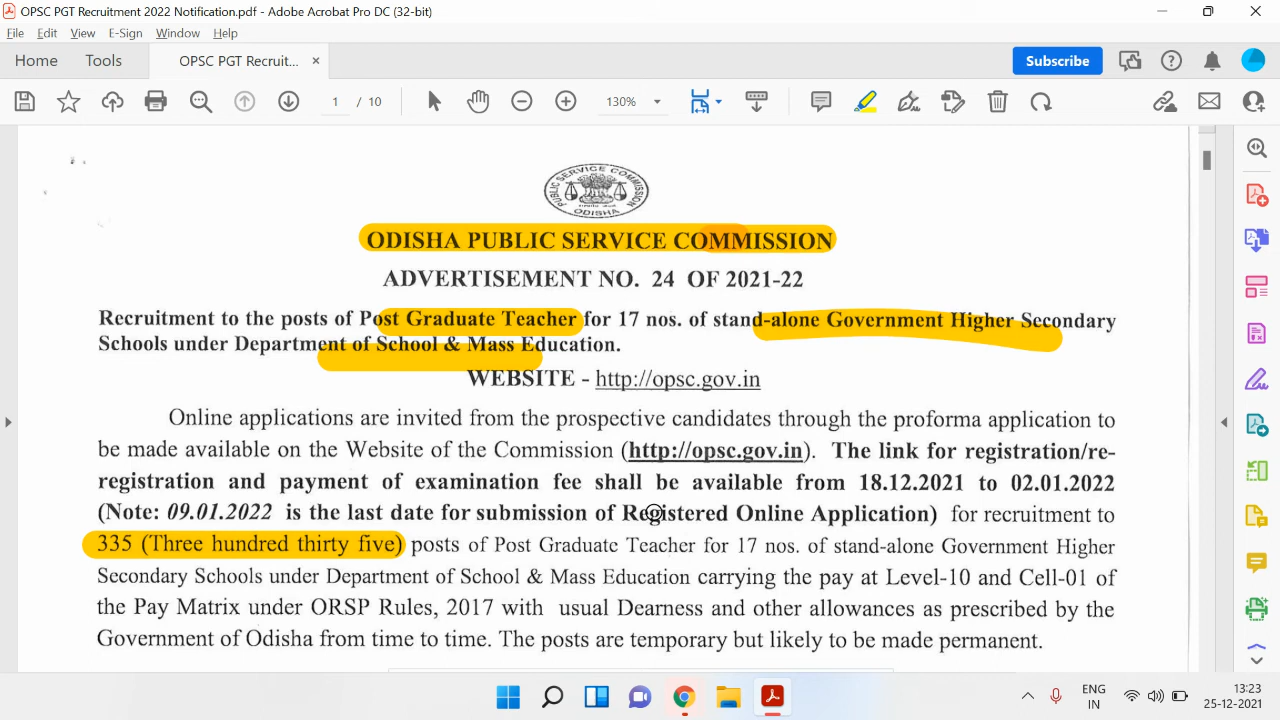 OPSC PGT Recruitment 2022 Notification.pdf - Adobe Acrobat Pro DC (32-bit)
File Edit View E-Sign Window Help
Home Tools OPSC PGT Recruit... × Subscribe
1 / 10 130%
PUBLIC SERVICE COMMISSION
ODISHA
ODISHA PUBLIC SERVICE COMMISSION
ADVERTISEMENT NO. 24 OF 2021-22
Recruitment to the posts of Post Graduate Teacher for 17 nos. of stand-alone Government Higher Secondary
Schools under Department of School & Mass Education.
WEBSITE - http://opsc.gov.in
Online applications are invited from the prospective candidates through the proforma application to
be made available on the Website of the Commission (http://opsc.gov.in). The link for registration/re-
registration and payment of examination fee shall be available from 18.12.2021 to 02.01.2022
(Note: 09.01.2022 is the last date for submission of Registered Online Application) for recruitment to
335 (Three hundred thirty five) posts of Post Graduate Teacher for 17 nos. of stand-alone Government Higher
Secondary Schools under Department of School & Mass Education carrying the pay at Level-10 and Cell-01 of
the Pay Matrix under ORSP Rules, 2017 with usual Dearness and other allowances as prescribed by the
Government of Odisha from time to time. The posts are temporary but likely to be made permanent.
ENG 13:23
IN 25-12-2021